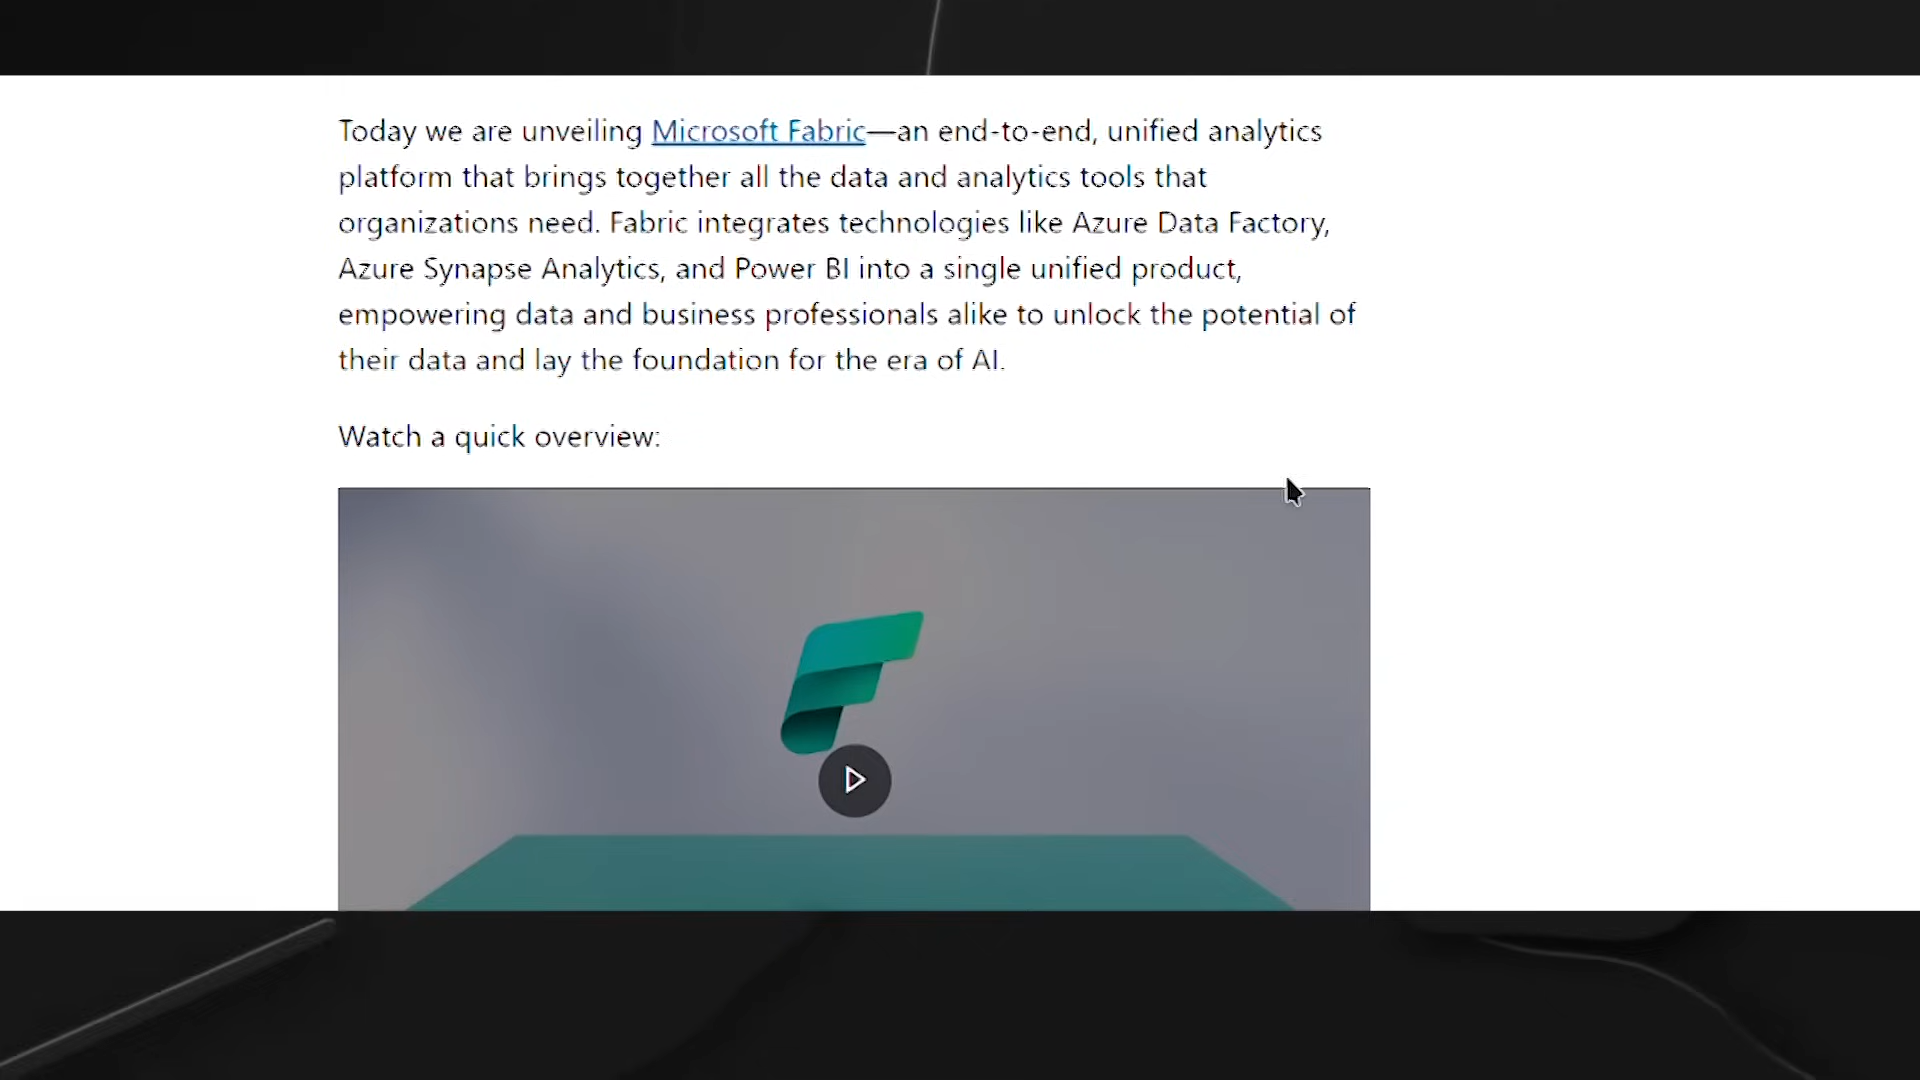 Today we are unveiling Microsoft Fabric—an end-to-end, unified analytics
platform that brings together all the data and analytics tools that
organizations need. Fabric integrates technologies like Azure Data Factory,
Azure Synapse Analytics, and Power BI into a single unified product,
empowering data and business professionals alike to unlock the potential of
their data and lay the foundation for the era of AI.
Watch a quick overview: